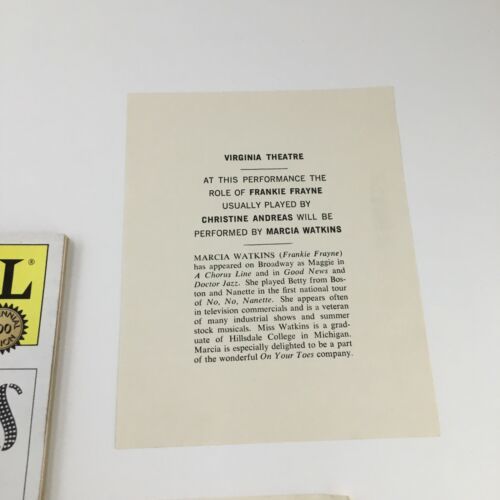 VIRGINIA THEATRE
AT THIS PERFORMANCE THE
ROLE OF FRANKIE FRAYNE
USUALLY PLAYED BY
CHRISTINE ANDREAS WILL BE
PERFORMED BY MARCIA WATKINS
MARCIA WATKINS (Frankie Frayne)
has appeared on Broadway as Maggie in
A Chorus Line and in Good News and
Doctor Jazz. She played Betty from Bos-
ton and Nanette in the first national tour
of No, No, Nanette. She appears often
in television commercials and is a veteran
of many industrial shows and summer
stock musicals. Miss Watkins is a grad-
uate of Hillsdale College in Michigan.
Marcia is especially delighted to be a part
of the wonderful On Your Toes company.
L®